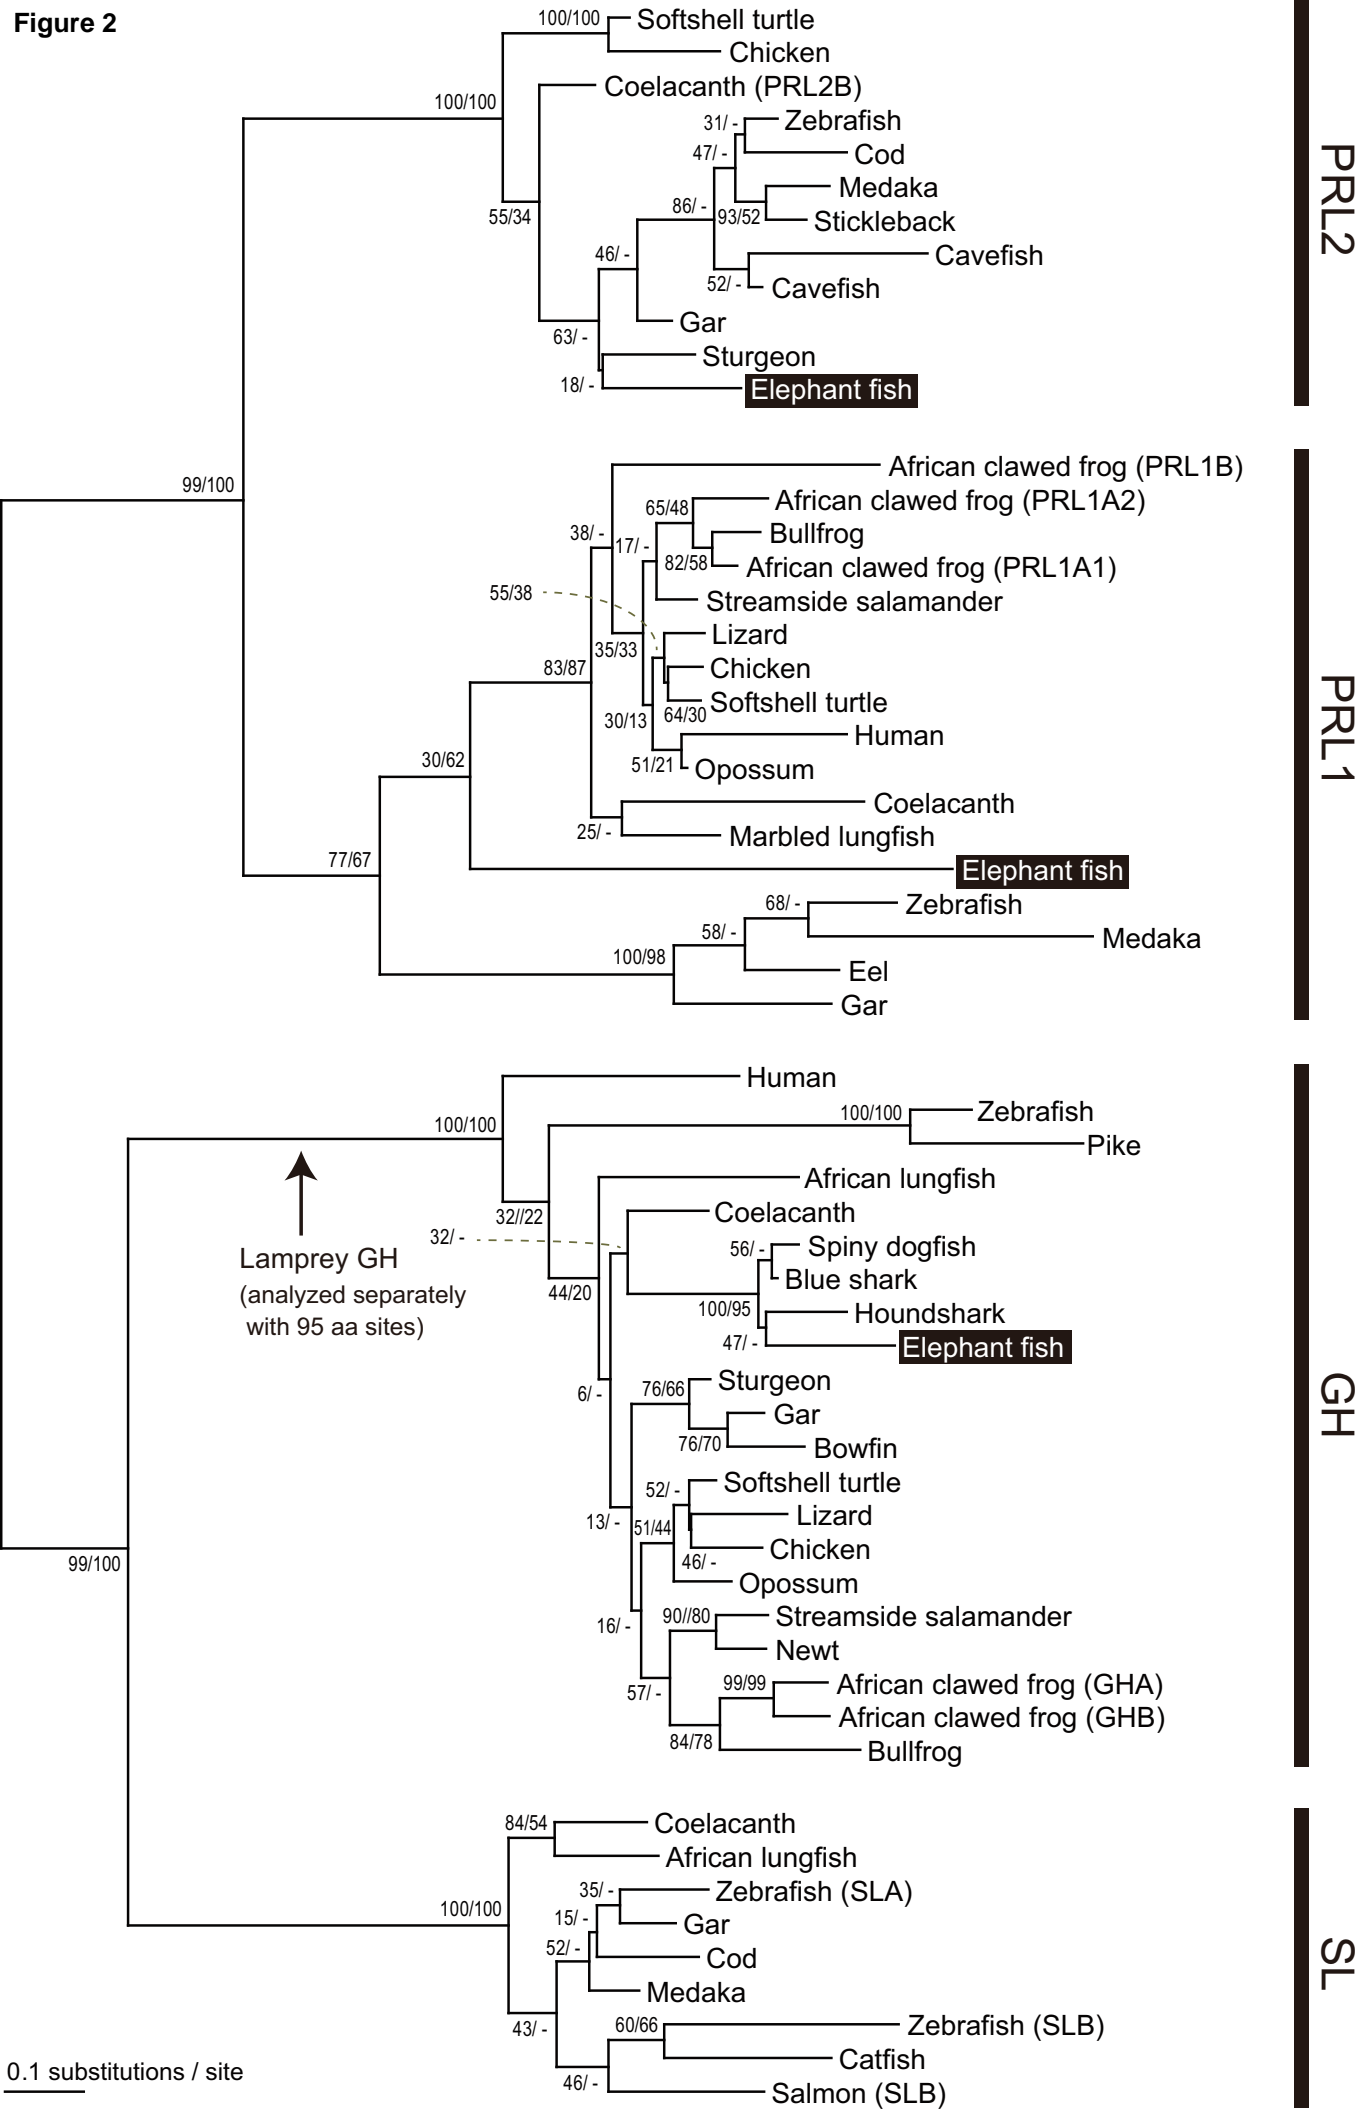 Figure 2
100/100
Softshell turtle
Chicken
100/100
Coelacanth (PRL2B)
31/ -
Zebrafish
47/ -
Cod
86/ -
Medaka
93/52
Stickleback
55/34
46/ -
Cavefish
52/ -
Cavefish
Gar
63/ -
Sturgeon
18/ -
Elephant fish
PRL2
99/100
African clawed frog (PRL1B)
65/48
African clawed frog (PRL1A2)
38/ -
17/ -
Bullfrog
82/58
African clawed frog (PRL1A1)
55/38
Streamside salamander
35/33
Lizard
83/87
Chicken
64/30
Softshell turtle
30/13
Human
51/21
Opossum
30/62
Coelacanth
25/ -
Marbled lungfish
77/67
Elephant fish
68/ -
Zebrafish
58/ -
Medaka
100/98
Eel
Gar
PRL1
Human
100/100
100/100
Zebrafish
Pike
African lungfish
32//22
Coelacanth
32/ -
56/ -
Spiny dogfish
Blue shark
44/20
100/95
Houndshark
47/ -
Elephant fish
Lamprey GH
(analyzed separately
with 95 aa sites)
6/ -
76/66
Sturgeon
Gar
76/70
Bowfin
52/ -
Softshell turtle
13/ -
51/44
Lizard
Chicken
46/ -
Opossum
99/100
16/ -
90//80
Streamside salamander
Newt
57/ -
99/99
African clawed frog (GHA)
African clawed frog (GHB)
84/78
Bullfrog
GH
84/54
Coelacanth
African lungfish
100/100
35/ -
Zebrafish (SLA)
15/ -
Gar
52/ -
Cod
Medaka
43/ -
60/66
Zebrafish (SLB)
Catfish
46/ -
Salmon (SLB)
SL
0.1 substitutions / site